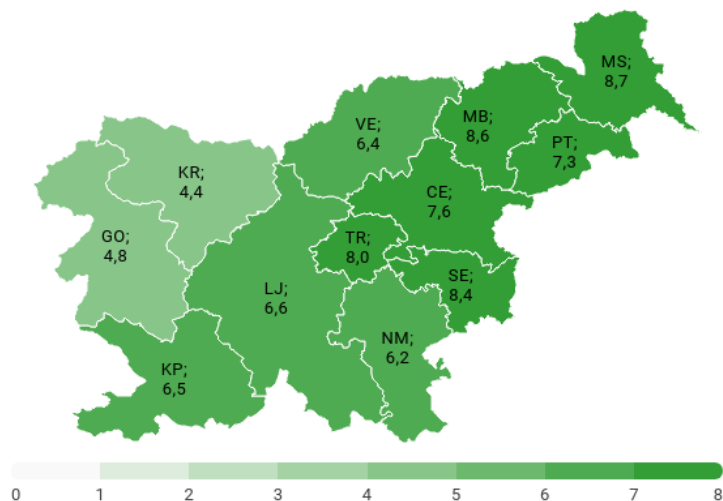 MS;
8,7
MB;
8,6
VE;
6,4
PT;
7,3
KR;
4,4
CE;
7,6
GO;
4,8
TR;
8,0
SE;
8,4
LJ;
6,6
NM;
6,2
KP;
6,5
0 1 2 3 4 5 6 7 8